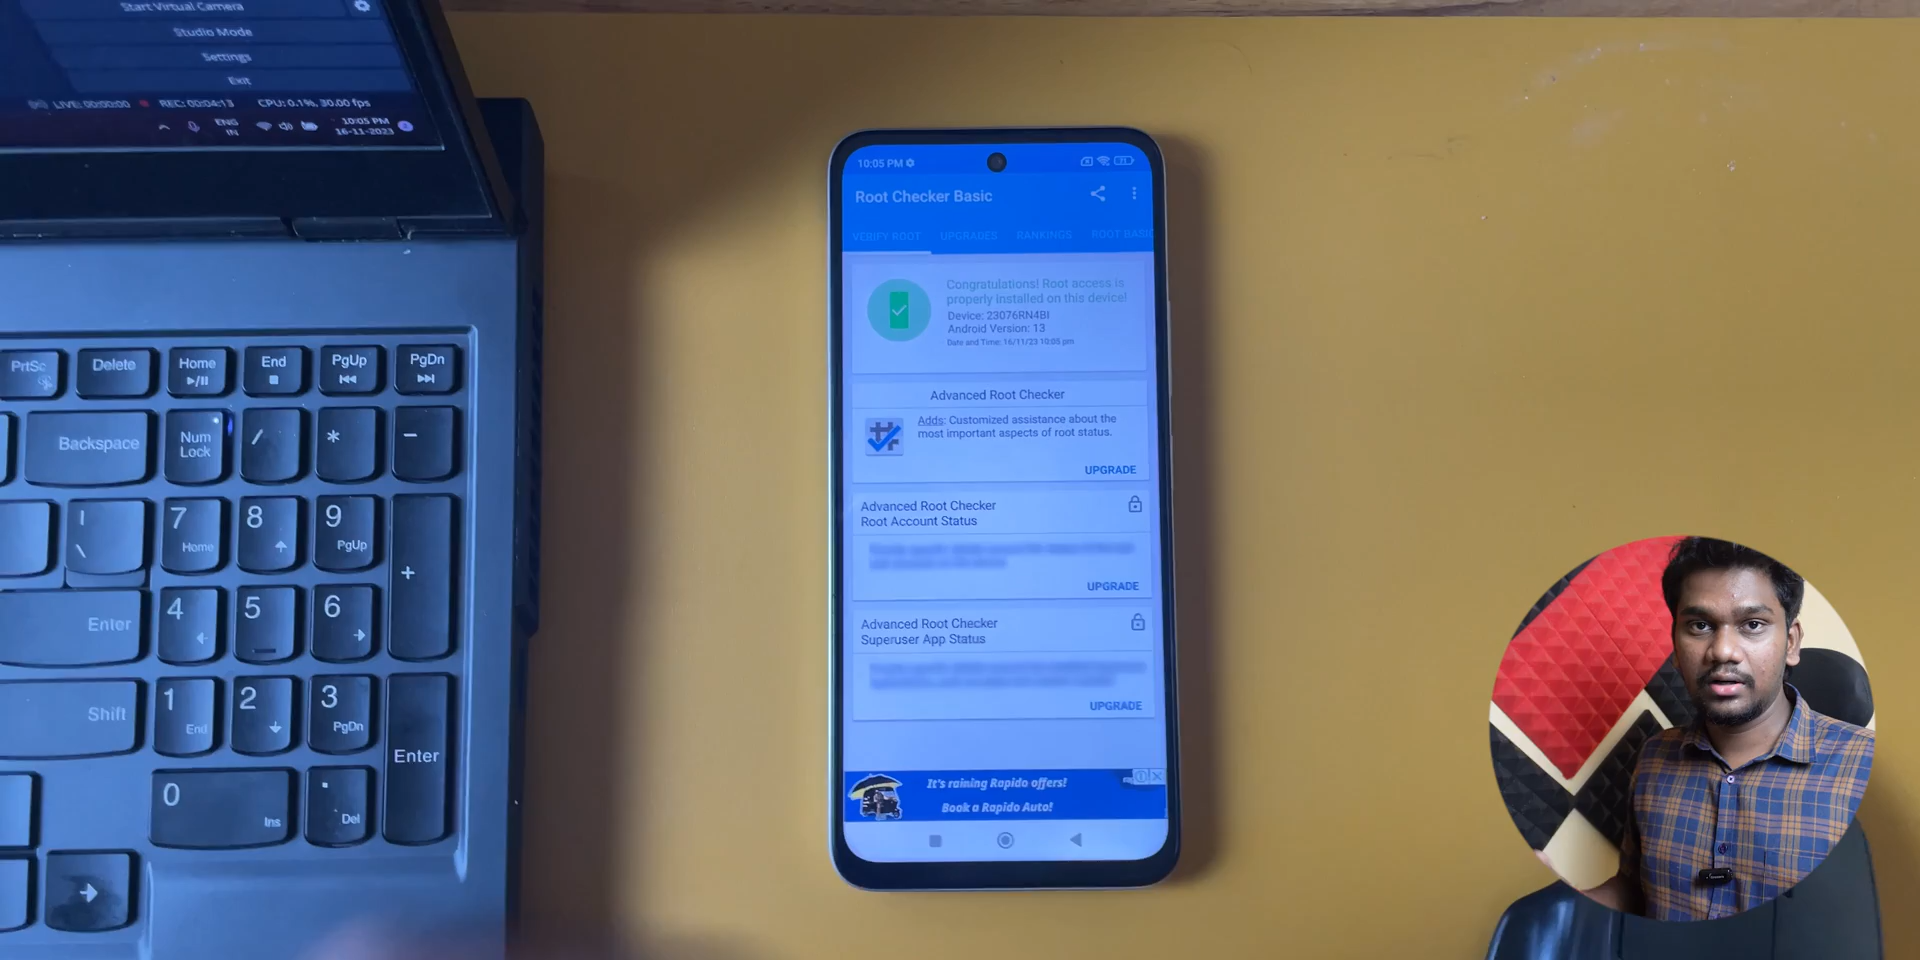 Start Virtual Camera
Studio Mode
Settings
Exit
LIVE: 00:00:00 REC: 00:04:13 CPU: 0.1%, 30.00 fps
ENG
IN
10:05 PM
16-11-2023
PrtSc
Delete
Home
End
PgUp
PgDn
Backspace
Num
Lock
/
*
-
|
\
7
Home
8
9
PgUp
+
Enter
4
5
6
Shift
1
End
2
3
PgDn
Enter
0
Ins
.
Del
10:05 PM
Root Checker Basic
VERIFY ROOT UPGRADES RANKINGS ROOT BASIC
Congratulations! Root access is
properly installed on this device!
Device: 23076RN4BI
Android Version: 13
Date and Time: 16/11/23 10:05 pm
Advanced Root Checker
Adds: Customized assistance about the
most important aspects of root status.
UPGRADE
Advanced Root Checker
Root Account Status
UPGRADE
Advanced Root Checker
Superuser App Status
UPGRADE
It's raining Rapido offers!
Book a Rapido Auto!